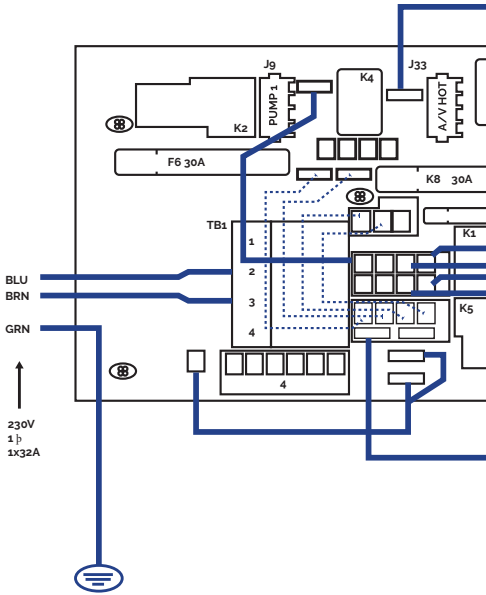 J9
J33
K4
PUMP 1
A/V HOT
K2
F6 30A
K8 30A
TB1
K1
1
BLU
2
BRN
3
K5
GRN
4
4
230V
1 þ
1x32A